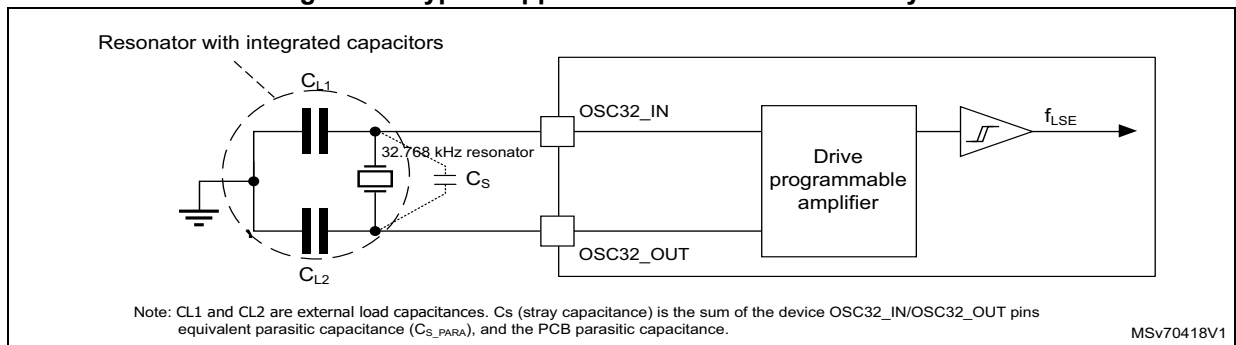 Resonator with integrated capacitors
CL1
OSC32_IN
fLSE
32.768 kHz resonator
CS
Drive
programmable
amplifier
OSC32_OUT
CL2
Note: CL1 and CL2 are external load capacitances. Cs (stray capacitance) is the sum of the device OSC32_IN/OSC32_OUT pins
equivalent parasitic capacitance (CS_PARA), and the PCB parasitic capacitance.
MSv70418V1